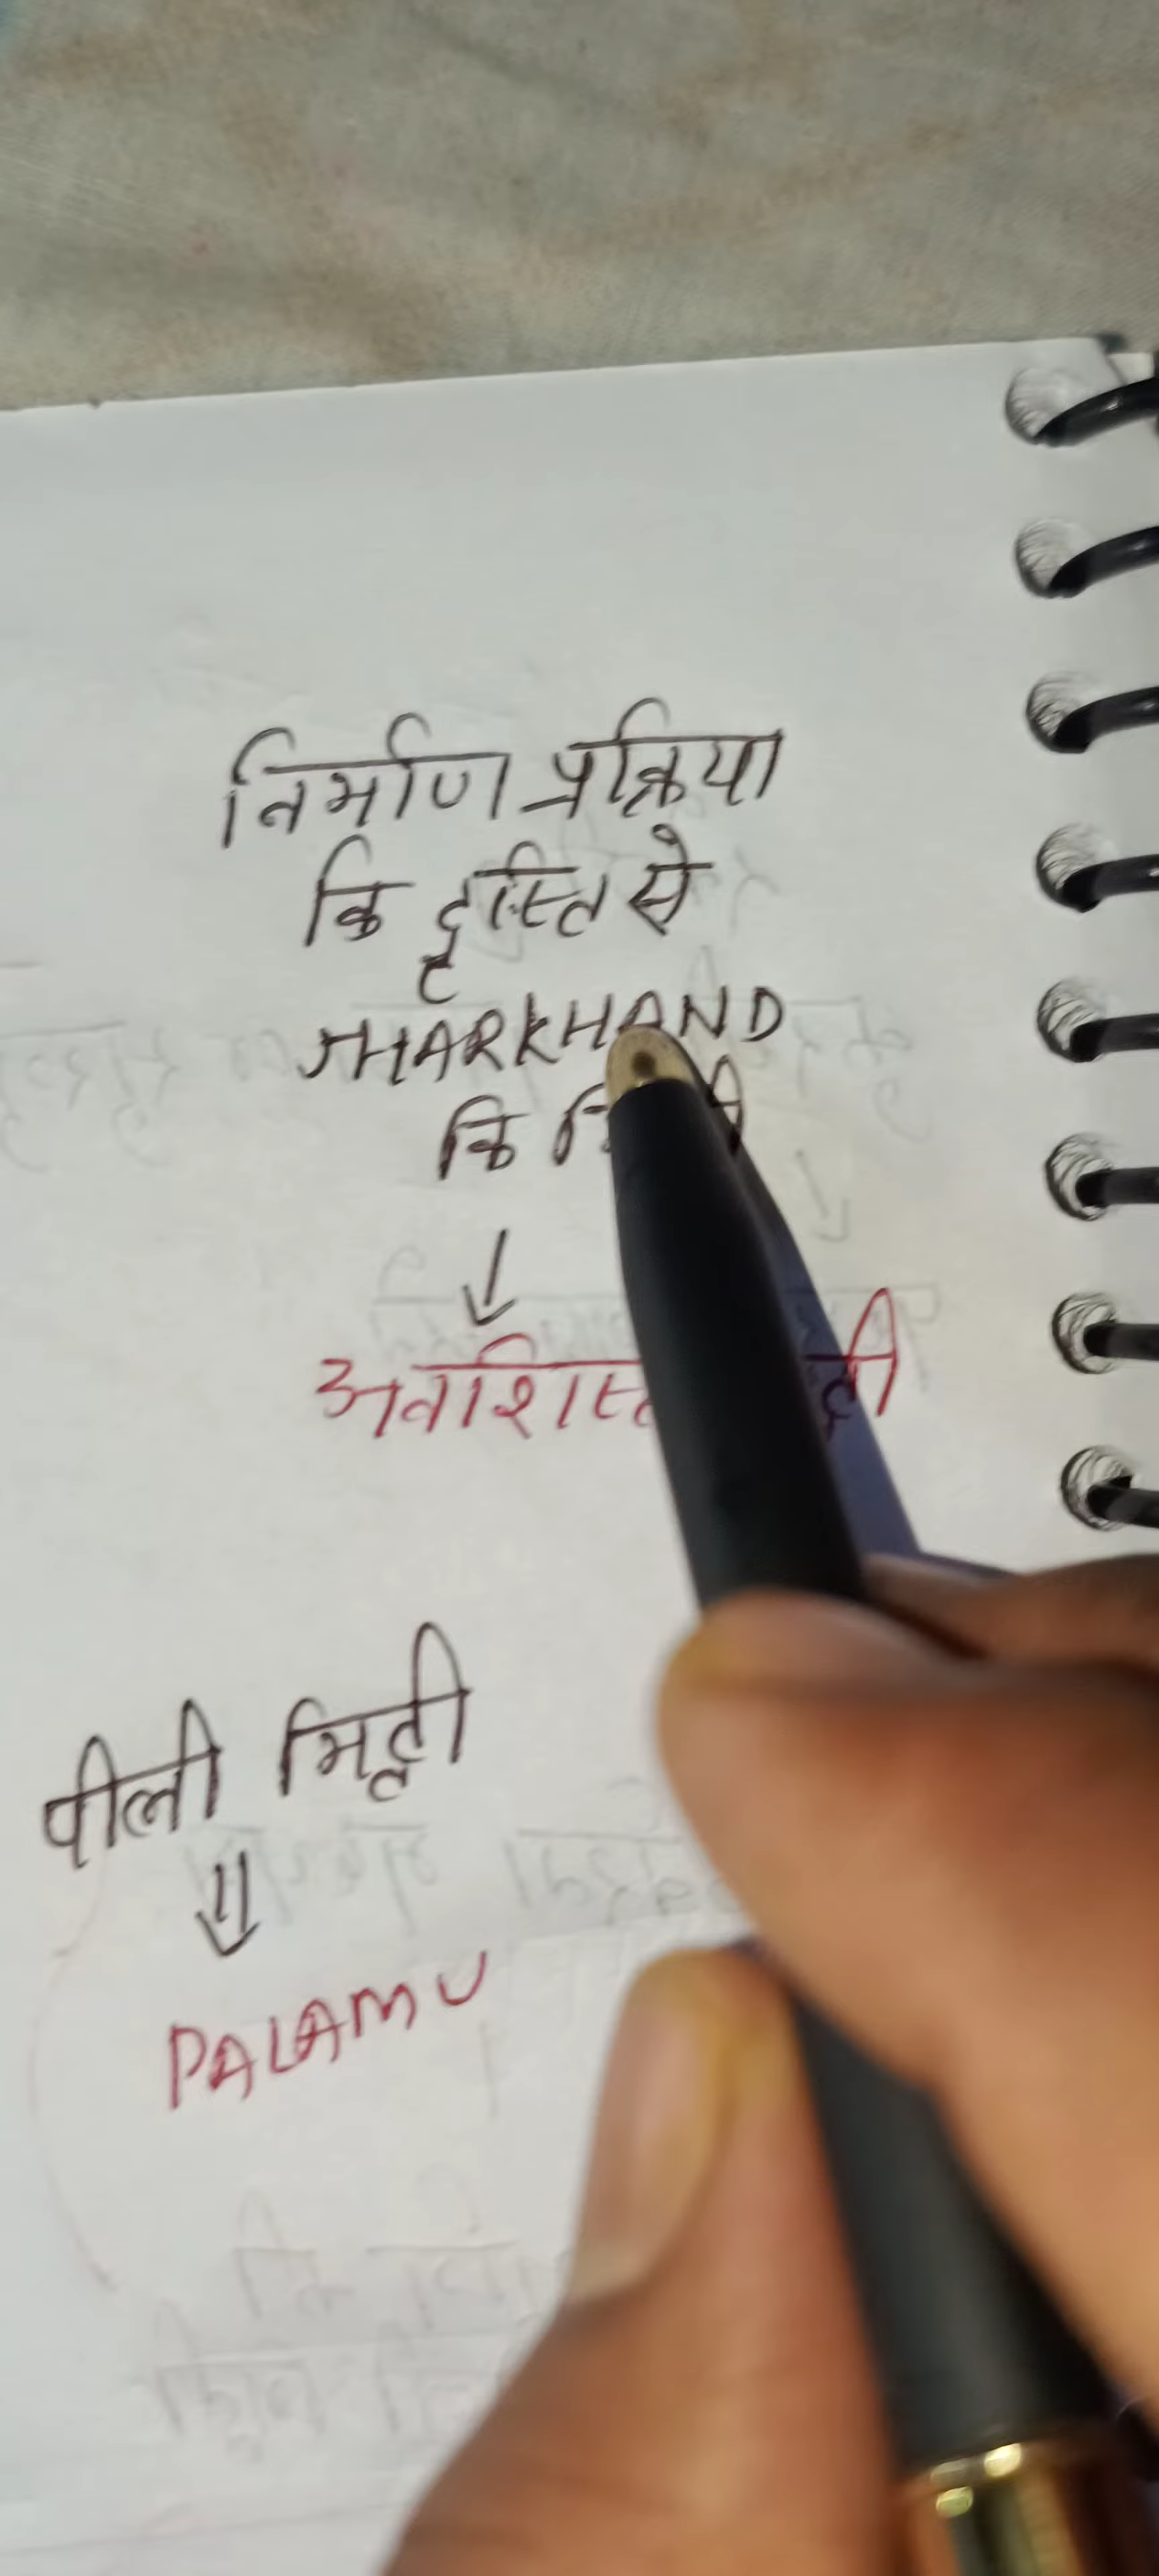 निर्माण प्रक्रिया
कि दृस्ति से
JHARKHAND
कि
पीली मिट्टी
PALAMU